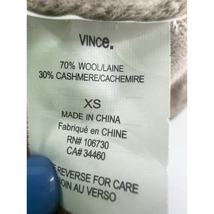 VINCE.
70% WOOL/LAINE
30% CASHMERE/CACHEMIRE
XS
MADE IN CHINA
Fabriqué en CHINE
RN# 106730
CA# 34460
REVERSE FOR CARE
OIN AU VERSO